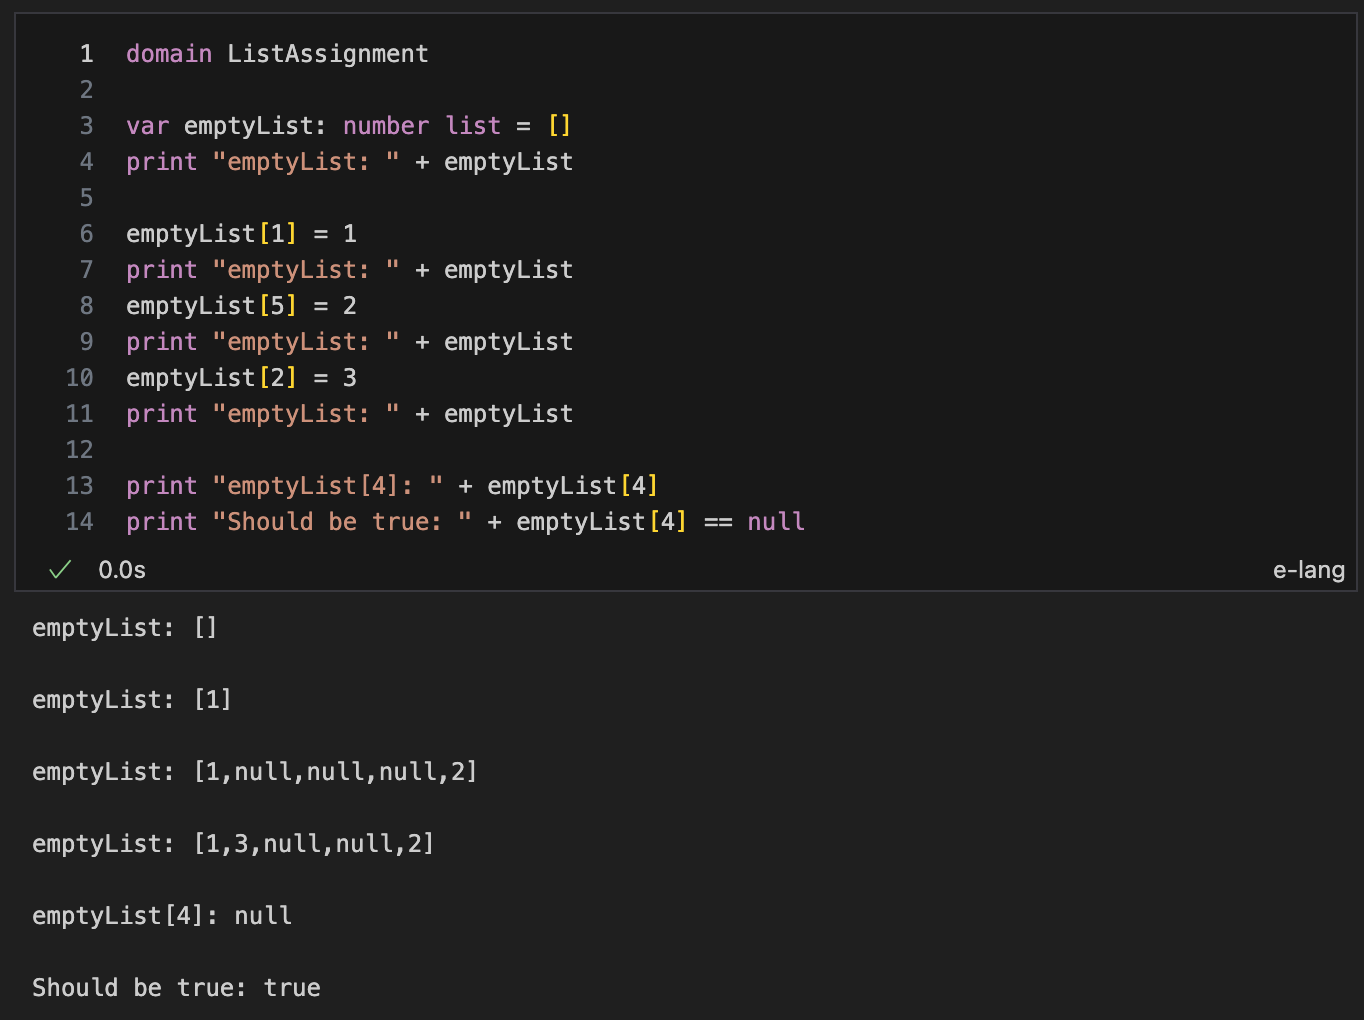 1 domain ListAssignment
2
3 var emptyList: number list = []
4 print "emptyList: " + emptyList
5
6 emptyList[1] = 1
7 print "emptyList: " + emptyList
8 emptyList[5] = 2
9 print "emptyList: " + emptyList
10 emptyList[2] = 3
11 print "emptyList: " + emptyList
12
13 print "emptyList[4]: " + emptyList[4]
14 print "Should be true: " + emptyList[4] == null
0.0s e-lang
emptyList: []
emptyList: [1]
emptyList: [1,null,null,null,2]
emptyList: [1,3,null,null,2]
emptyList[4]: null
Should be true: true